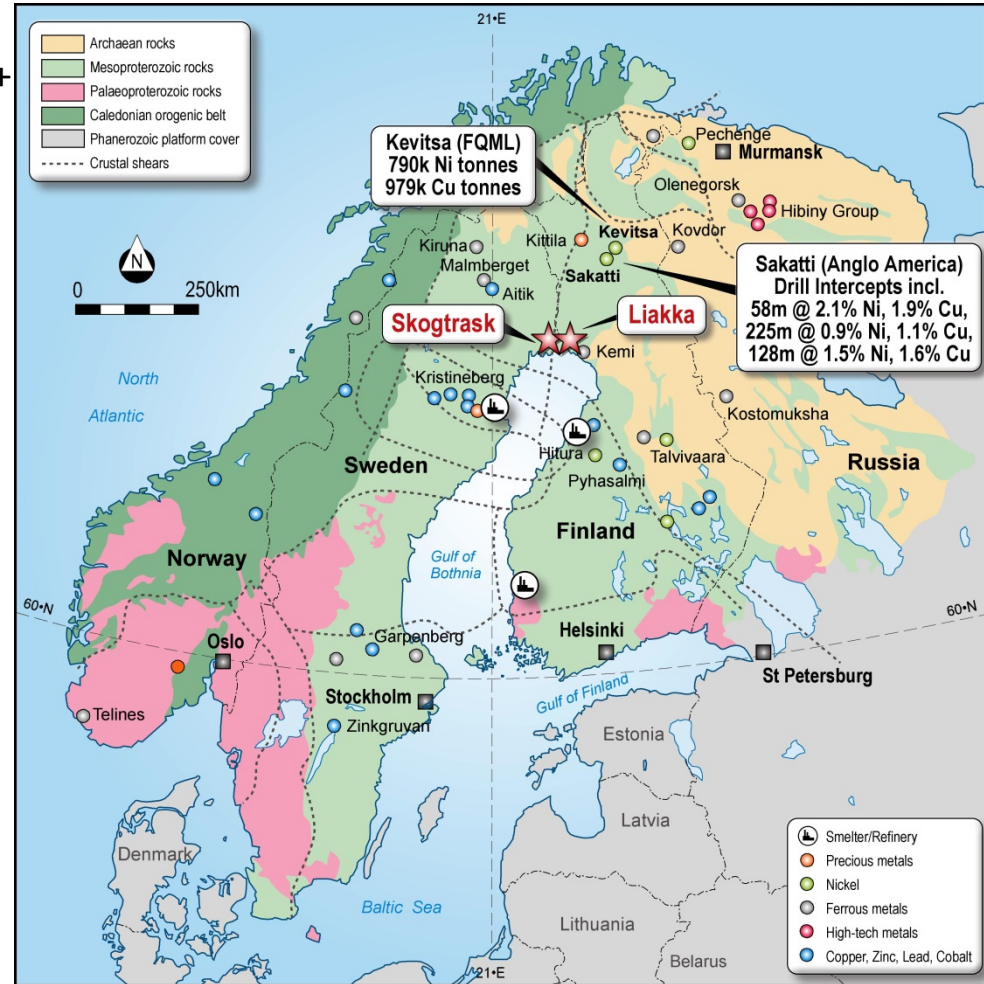 21•E
Archaean rocks
Mesoproterozoic rocks
Palaeoproterozoic rocks
Caledonian orogenic belt
Phanerozoic platform cover
Crustal shears
+
Kevitsa (FQML)
790k Ni tonnes
979k Cu tonnes
Pechenge
Murmansk
Olenegorsk
Hibiny Group
Kittila
Kevitsa
Kovdor
Sakatti
Kiruna
Malmberget
Aitik
N
0
250km
Sakatti (Anglo America)
Drill Intercepts incl.
58m @ 2.1% Ni, 1.9% Cu,
225m @ 0.9% Ni, 1.1% Cu,
128m @ 1.5% Ni, 1.6% Cu
Skogtrask
Liakka
Kemi
North
Atlantic
Kristineberg
Kostomuksha
Sweden
Hitura
Talvivaara
Pyhasalmi
Russia
Finland
Norway
Gulf of
Bothnia
60•N
60•N
Oslo
Garpenberg
Helsinki
St Petersburg
Stockholm
Gulf of Finland
Telines
Zinkgruvan
Estonia
Latvia
Denmark
Baltic Sea
Lithuania
Belarus
21•E
Smelter/Refinery
Precious metals
Nickel
Ferrous metals
High-tech metals
Copper, Zinc, Lead, Cobalt